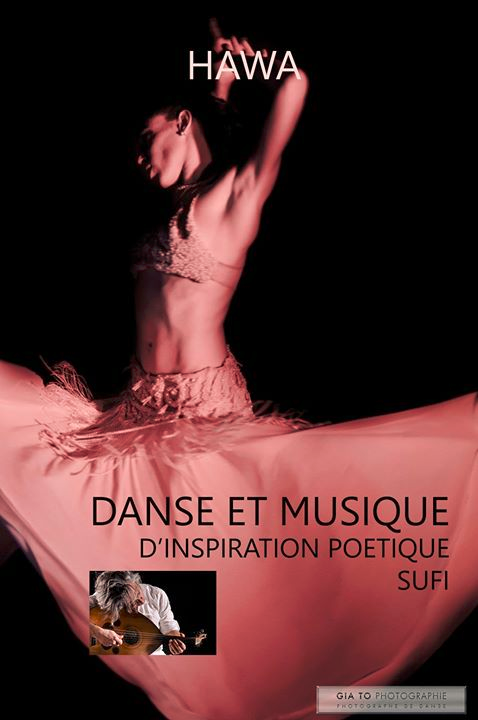 HAWA
DANSE ET MUSIQUE
D'INSPIRATION POETIQUE
SUFI
GIA TO PHOTOGRAPHIE
PHOTOGRAPHE DE DANSE